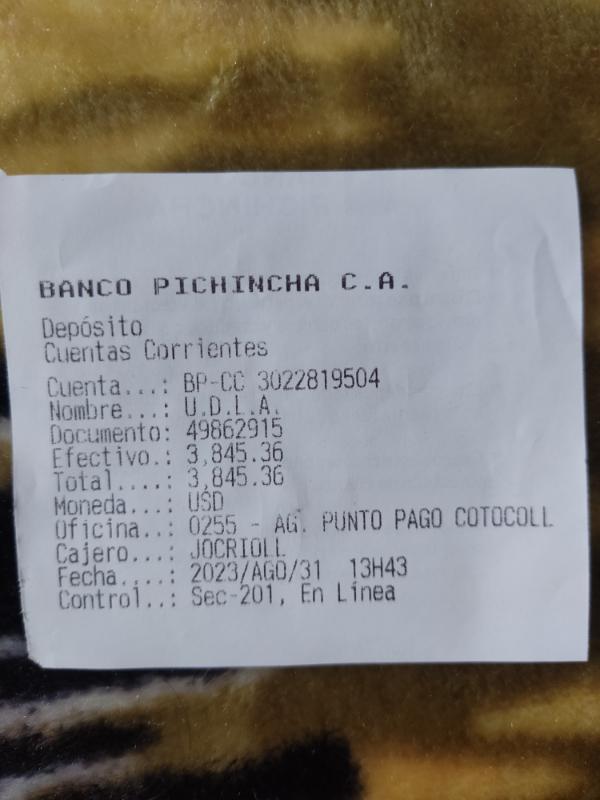 BANCO PICHINCHA C.A.
Depósito
Cuentas Corrientes
Cuenta...: BP-CC 3022819504
Nombre...: U.D.L.A.
Documento: 49862915
Efectivo.: 3,845.36
Total....: 3,845.36
Moneda...: USD
Oficina..: 0255 - AG. PUNTO PAGO COTOCOLL
Cajero...: JOCRIOLL
Fecha....: 2023/AGO/31 13H43
Control..: Sec-201, En Línea